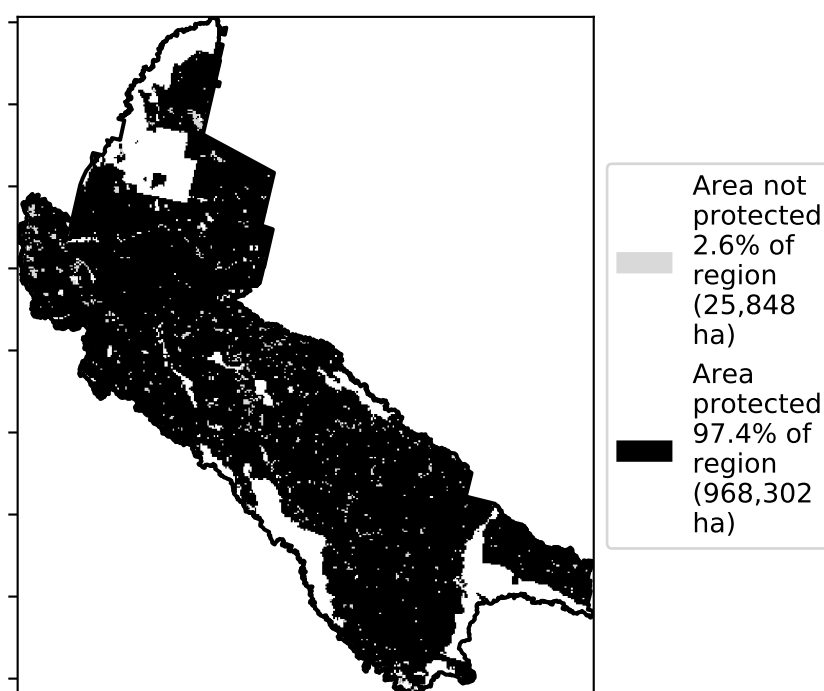 Area not
protected
2.6% of
region
(25,848
ha)
Area
protected
97.4% of
region
(968,302
ha)